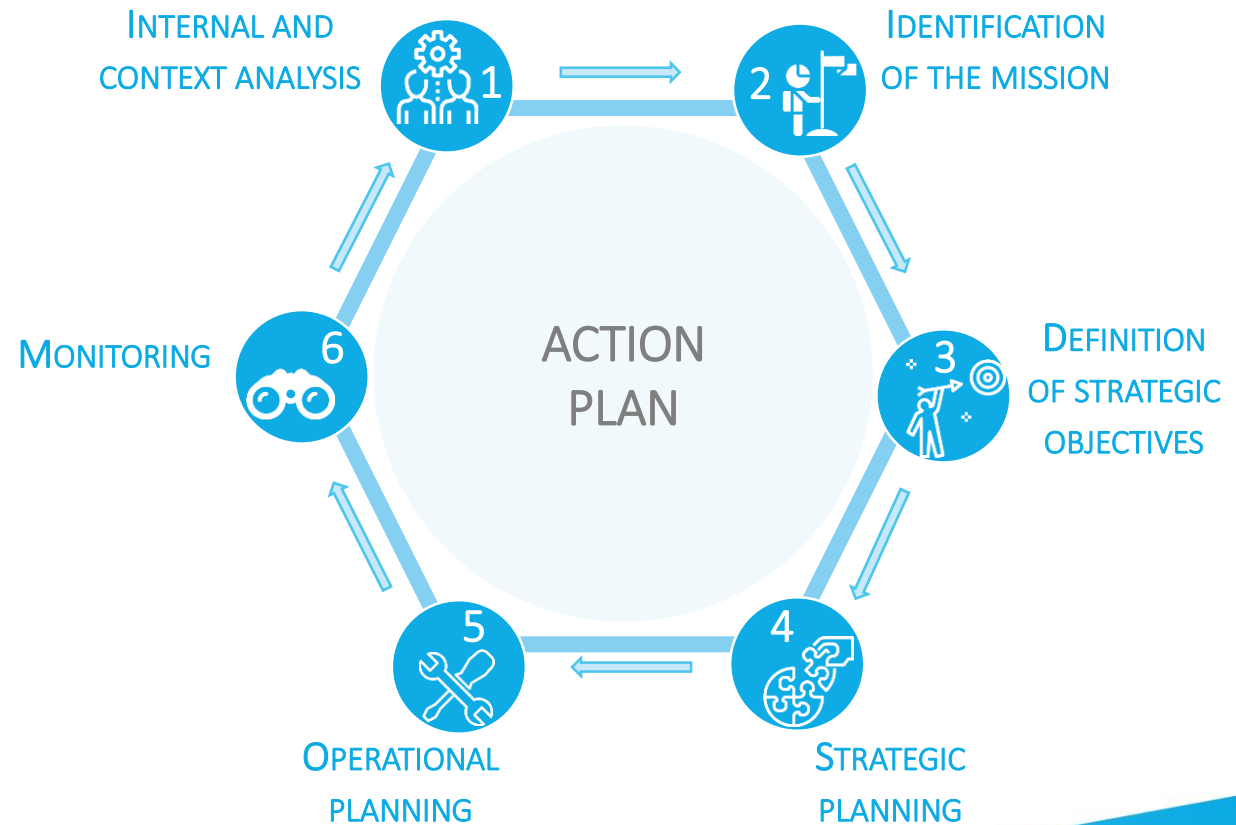 INTERNAL AND
CONTEXT ANALYSIS
1
2
IDENTIFICATION
OF THE MISSION
3
DEFINITION
OF STRATEGIC
OBJECTIVES
4
STRATEGIC
PLANNING
5
OPERATIONAL
PLANNING
6
MONITORING
ACTION
PLAN